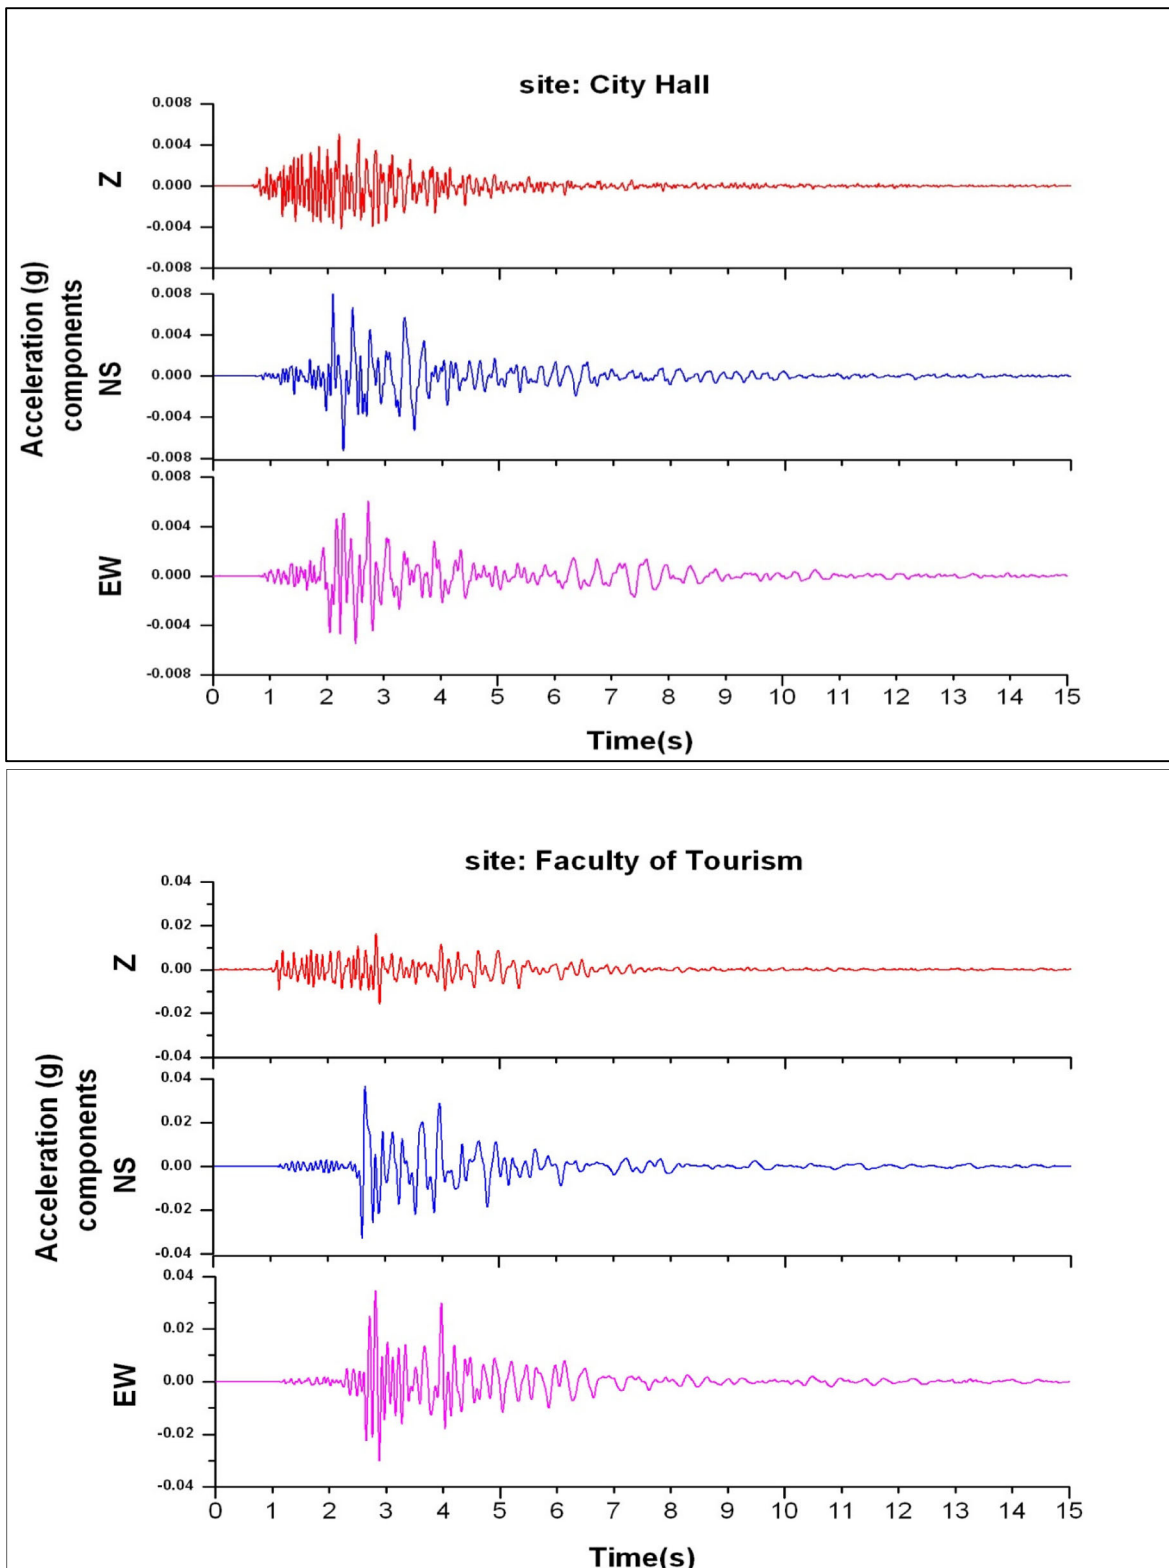 site: City Hall
0.008
0.004
0.000
-0.004
-0.008
Z
0.008
0.004
0.000
-0.004
-0.008
NS
Acceleration (g)
components
0.008
0.004
0.000
-0.004
-0.008
EW
0 1 2 3 4 5 6 7 8 9 10 11 12 13 14 15
Time(s)
site: Faculty of Tourism
0.04
0.02
0.00
-0.02
-0.04
Z
0.04
0.02
0.00
-0.02
-0.04
NS
Acceleration (g)
components
0.04
0.02
0.00
-0.02
-0.04
EW
0 1 2 3 4 5 6 7 8 9 10 11 12 13 14 15
Time(s)